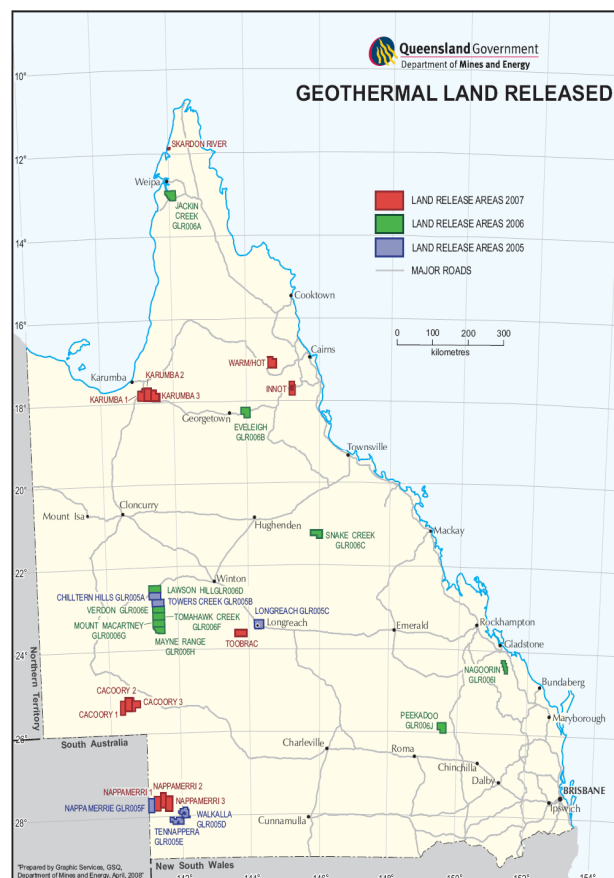 Queensland Government
Department of Mines and Energy
GEOTHERMAL LAND RELEASED
10°
12°
14°
16°
18°
20°
22°
24°
26°
28°
SKARDON RIVER
Weipa
JACKIN
CREEK
GLR006A
LAND RELEASE AREAS 2007
LAND RELEASE AREAS 2006
LAND RELEASE AREAS 2005
MAJOR ROADS
0 100 200 300
kilometres
Cooktown
Cairns
WARM/HOT
INNOT
Karumba
KARUMBA 2
KARUMBA 1
KARUMBA 3
Georgetown
EVELEIGH
GLR006B
Townsville
Mount Isa
Cloncurry
Hughenden
SNAKE CREEK
GLR006C
Mackay
Winton
LAWSON HILLGLR006D
CHILLTERN HILLS GLR005A
TOWERS CREEK GLR005B
VERDON GLR006E
TOMAHAWK CREEK
GLR006F
MOUNT MACARTNEY
GLR006G
MAYNE RANGE
GLR006H
LONGREACH GLR005C
Longreach
TOOBRAC
Emerald
Rockhampton
Gladstone
NAGOORIN
GLR006I
Bundaberg
Maryborough
Northern Territory
CACOORY 2
CACOORY 1
CACOORY 3
PEEKADOO
GLR006J
South Australia
Charleville
Roma
Chinchilla
Dalby
BRISBANE
Ipswich
NAPPAMERRI 1
NAPPAMERRI 2
NAPPAMERRI 3
NAPPAMERRIE GLR005F
WALKALLA
GLR005D
TENNAPPERA
GLR005E
Cunnamulla
New South Wales
"Prepared by Graphic Services, GSQ,
Department of Mines and Energy, April, 2008"
142°
144°
146°
148°
150°
152°
154°